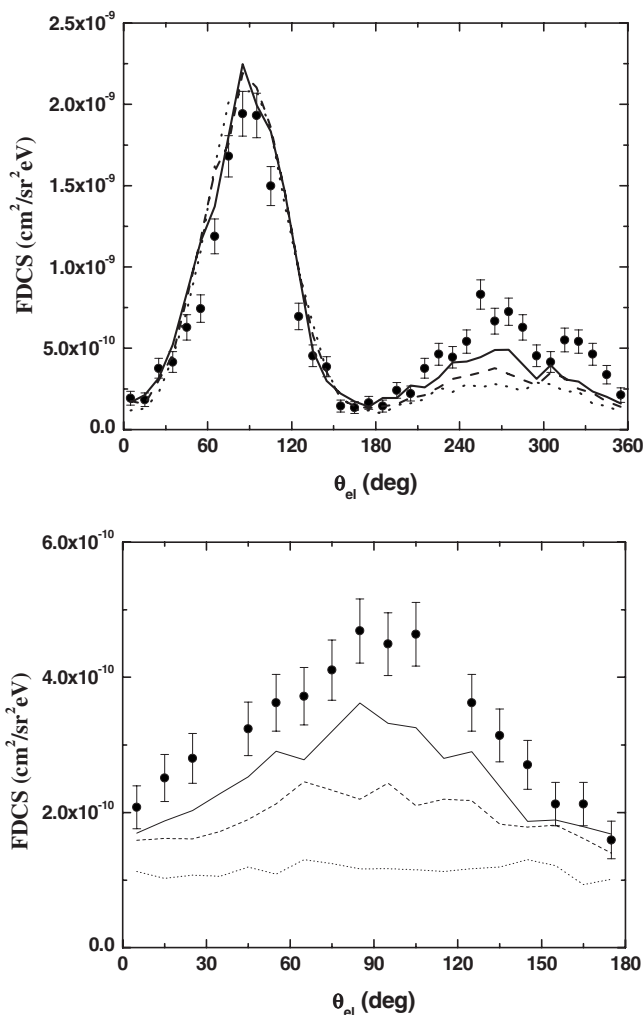 2.5x10⁻⁹
2.0x10⁻⁹
1.5x10⁻⁹
1.0x10⁻⁹
5.0x10⁻¹⁰
0.0
FDCS (cm²/sr²eV)
0 60 120 180 240 300 360
θel (deg)
6.0x10⁻¹⁰
4.0x10⁻¹⁰
2.0x10⁻¹⁰
0.0
FDCS (cm²/sr²eV)
0 30 60 90 120 150 180
θel (deg)